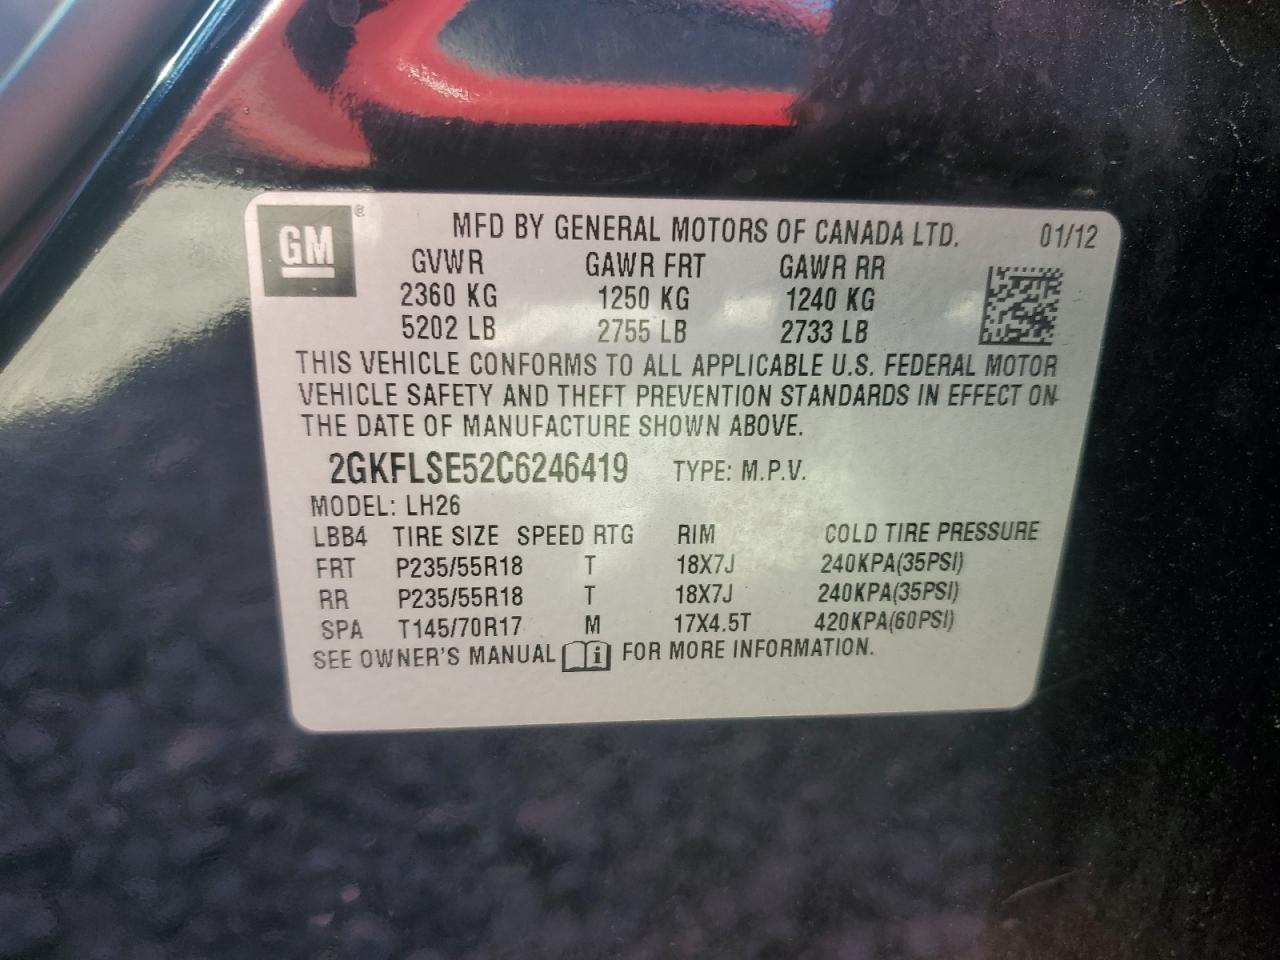 GM ®
MFD BY GENERAL MOTORS OF CANADA LTD. 01/12
GVWR GAWR FRT GAWR RR
2360 KG 1250 KG 1240 KG
5202 LB 2755 LB 2733 LB
THIS VEHICLE CONFORMS TO ALL APPLICABLE U.S. FEDERAL MOTOR
VEHICLE SAFETY AND THEFT PREVENTION STANDARDS IN EFFECT ON
THE DATE OF MANUFACTURE SHOWN ABOVE.
2GKFLSE52C6246419 TYPE: M.P.V.
MODEL: LH26
LBB4 TIRE SIZE SPEED RTG RIM COLD TIRE PRESSURE
FRT P235/55R18 T 18X7J 240KPA(35PSI)
RR P235/55R18 T 18X7J 240KPA(35PSI)
SPA T145/70R17 M 17X4.5T 420KPA(60PSI)
SEE OWNER'S MANUAL i FOR MORE INFORMATION.